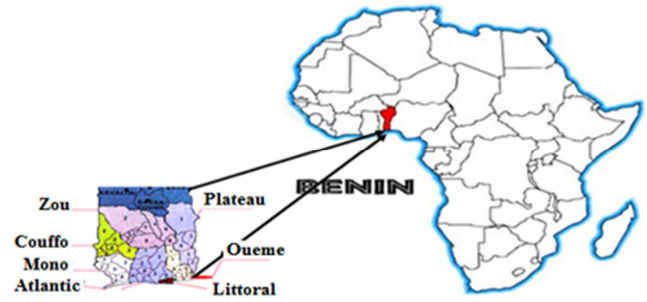 BENIN
Zou
Plateau
Couffo
Oueme
Mono
Atlantic
Littoral